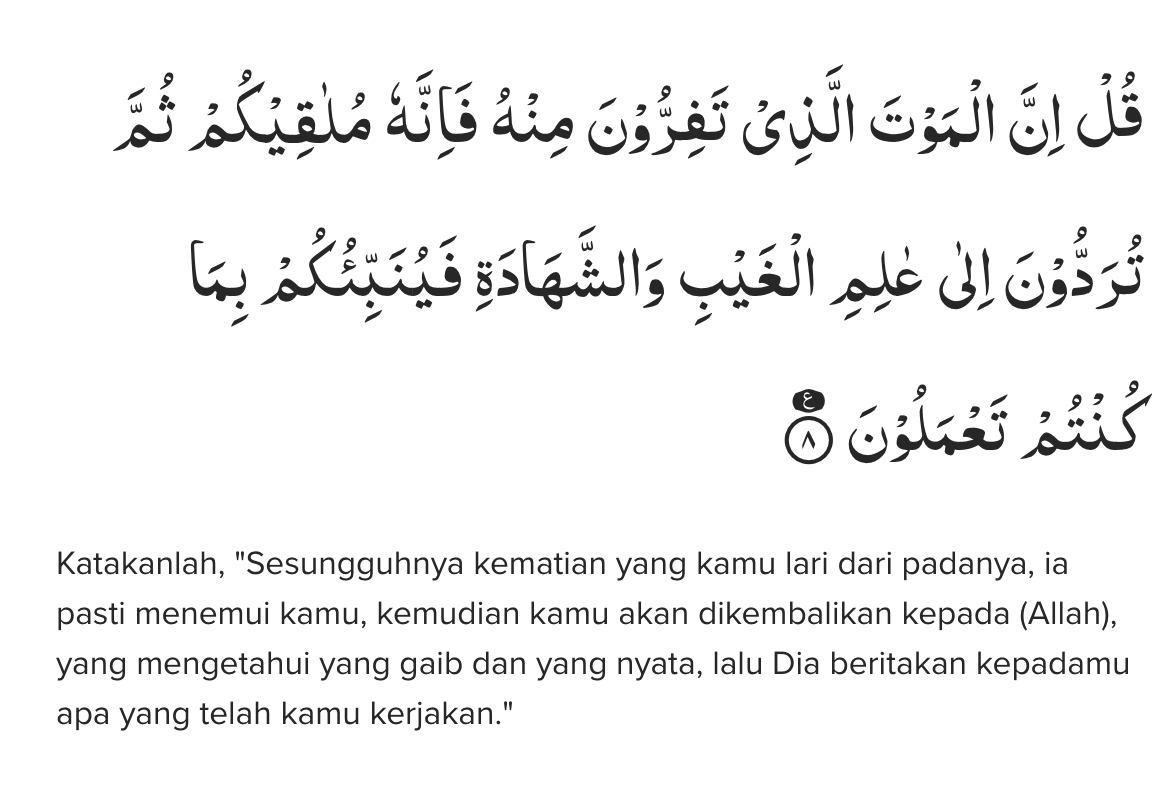 قُلْ اِنَّ الْمَوْتَ الَّذِيْ تَفِرُّوْنَ مِنْهُ فَاِنَّهٗ مُلٰقِيْكُمْ ثُمَّ
تُرَدُّوْنَ اِلٰى عٰلِمِ الْغَيْبِ وَالشَّهَادَةِ فَيُنَبِّئُكُمْ بِمَا
كُنْتُمْ تَعْمَلُوْنَ ࣖ ٨
Katakanlah, "Sesungguhnya kematian yang kamu lari dari padanya, ia
pasti menemui kamu, kemudian kamu akan dikembalikan kepada (Allah),
yang mengetahui yang gaib dan yang nyata, lalu Dia beritakan kepadamu
apa yang telah kamu kerjakan."